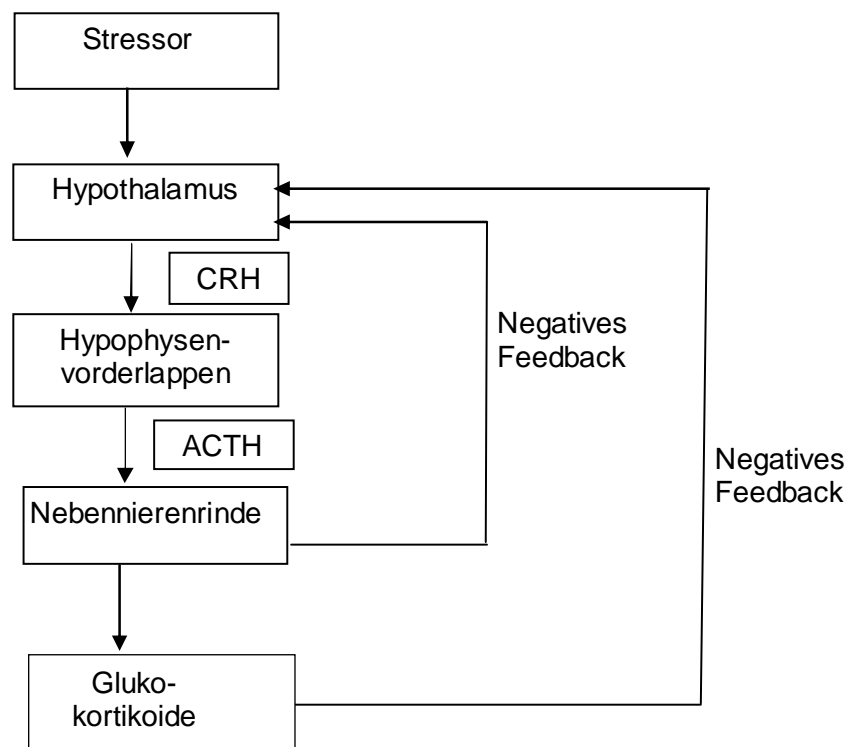 Stressor
Hypothalamus
CRH
Hypophysen-
vorderlappen
ACTH
Nebennierenrinde
Gluko-
kortikoide
Negatives
Feedback
Negatives
Feedback